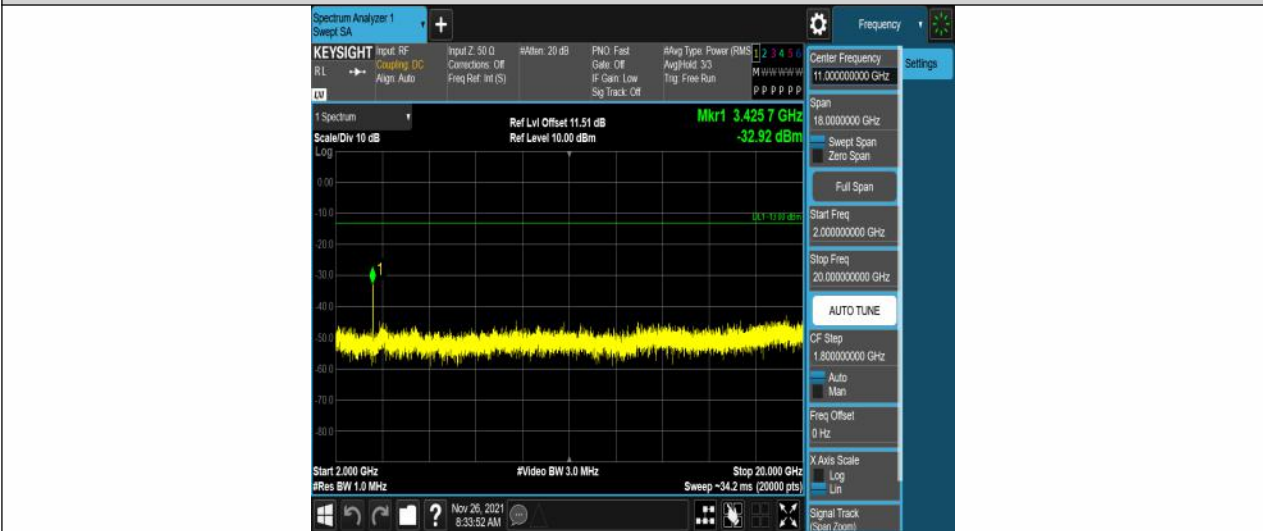 Spectrum Analyzer 1
Swept SA
+
Frequency
KEYSIGHT
RL
LV
Input: RF
Coupling: DC
Align: Auto
Input Z: 50 Ω
Corrections: Off
Freq Ref: Int (S)
#Atten: 20 dB
PNO: Fast
Gate: Off
IF Gain: Low
Sig Track: Off
#Avg Type: Power (RMS
Avg|Hold: 3/3
Trig: Free Run
1 2 3 4 5 6
M W W W W W
P P P P P P
1 Spectrum
Scale/Div 10 dB
Log
Ref Lvl Offset 11.51 dB
Ref Level 10.00 dBm
Mkr1 3.425 7 GHz
-32.92 dBm
0.00
-10.0
DL1 -13.00 dBm
-20.0
-30.0
1
-40.0
-50.0
-60.0
-70.0
-80.0
Start 2.000 GHz
#Res BW 1.0 MHz
#Video BW 3.0 MHz
Stop 20.000 GHz
Sweep ~34.2 ms (20000 pts)
?
Nov 26, 2021
8:33:52 AM
Center Frequency
11.000000000 GHz
Settings
Span
18.0000000 GHz
Swept Span
Zero Span
Full Span
Start Freq
2.000000000 GHz
Stop Freq
20.000000000 GHz
AUTO TUNE
CF Step
1.800000000 GHz
Auto
Man
Freq Offset
0 Hz
X Axis Scale
Log
Lin
Signal Track
(Span Zoom)